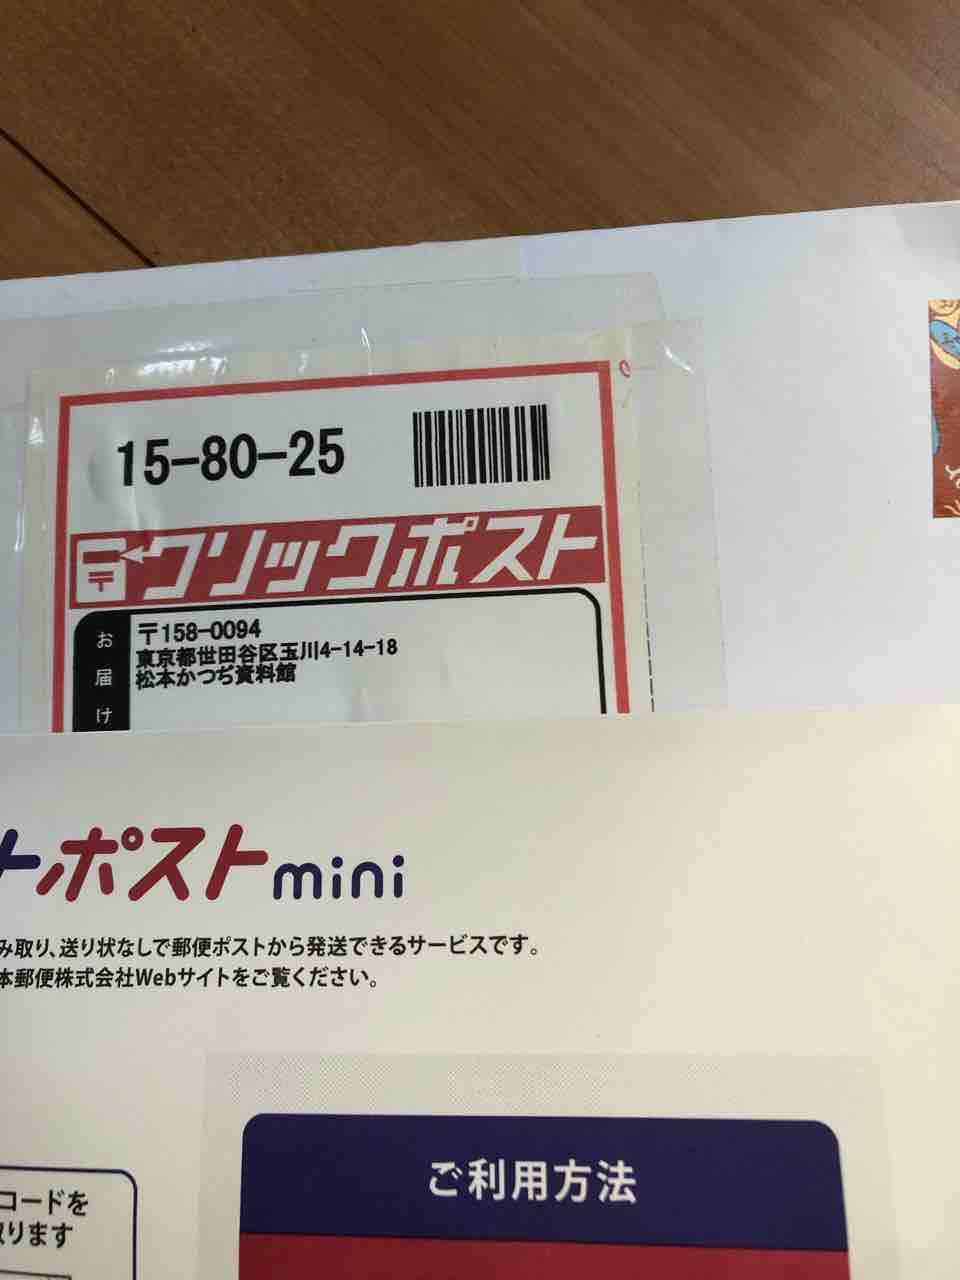 15-80-25
クリックポスト
お届け
〒158-0094
東京都世田谷区玉川4-14-18
松本かつぢ資料館
トポストmini
み取り、送り状なしで郵便ポストから発送できるサービスです。
本郵便株式会社Webサイトをご覧ください。
ご利用方法
コードを
取ります